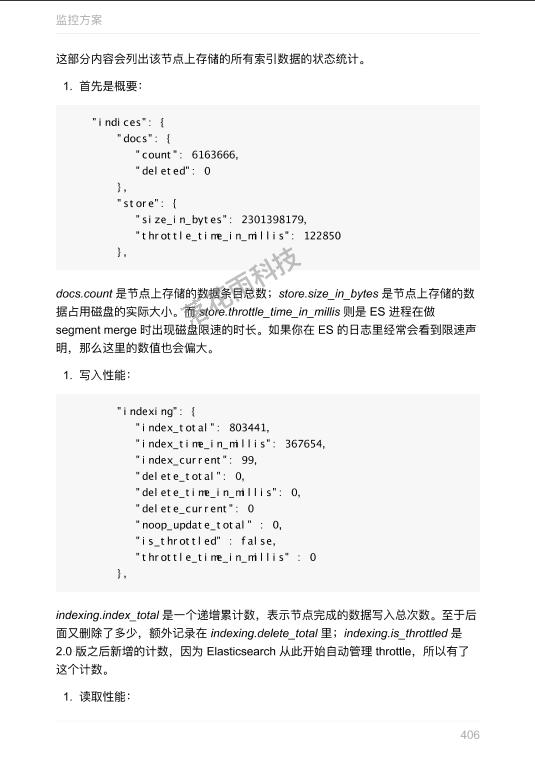 监控方案
这部分内容会列出该节点上存储的所有索引数据的状态统计。
1. 首先是概要：
"indices": {
"docs": {
"count": 6163666,
"deleted": 0
},
"store": {
"size_in_bytes": 2301398179,
"throttle_time_in_millis": 122850
},
落花雨科技
docs.count 是节点上存储的数据条目总数；store.size_in_bytes 是节点上存储的数
据占用磁盘的实际大小。而 store.throttle_time_in_millis 则是 ES 进程在做
segment merge 时出现磁盘限速的时长。如果你在 ES 的日志里经常会看到限速声
明，那么这里的数值也会偏大。
1. 写入性能：
"indexing": {
"index_total": 803441,
"index_time_in_millis": 367654,
"index_current": 99,
"delete_total": 0,
"delete_time_in_millis": 0,
"delete_current": 0
"noop_update_total" : 0,
"is_throttled" : false,
"throttle_time_in_millis" : 0
},
indexing.index_total 是一个递增累计数，表示节点完成的数据写入总次数。至于后
面又删除了多少，额外记录在 indexing.delete_total 里；indexing.is_throttled 是
2.0 版之后新增的计数，因为 Elasticsearch 从此开始自动管理 throttle，所以有了
这个计数。
1. 读取性能：
406